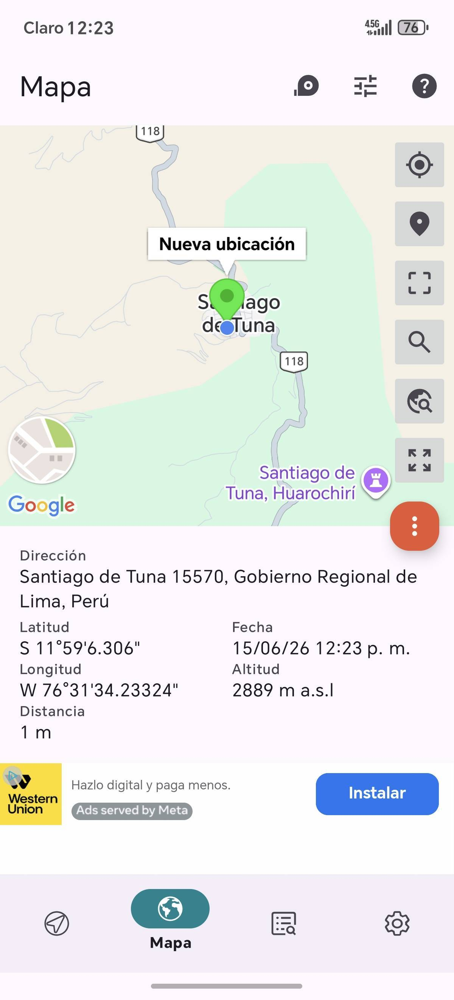 Claro 12:23
4.5G
76
Mapa
118
Nueva ubicación
Santiago
de Tuna
118
Santiago de
Tuna, Huarochirí
Google
Dirección
Santiago de Tuna 15570, Gobierno Regional de
Lima, Perú
Latitud
S 11°59'6.306"
Fecha
15/06/26 12:23 p. m.
Longitud
W 76°31'34.23324"
Altitud
2889 m a.s.l
Distancia
1 m
Western
Union
Hazlo digital y paga menos.
Ads served by Meta
Instalar
Mapa